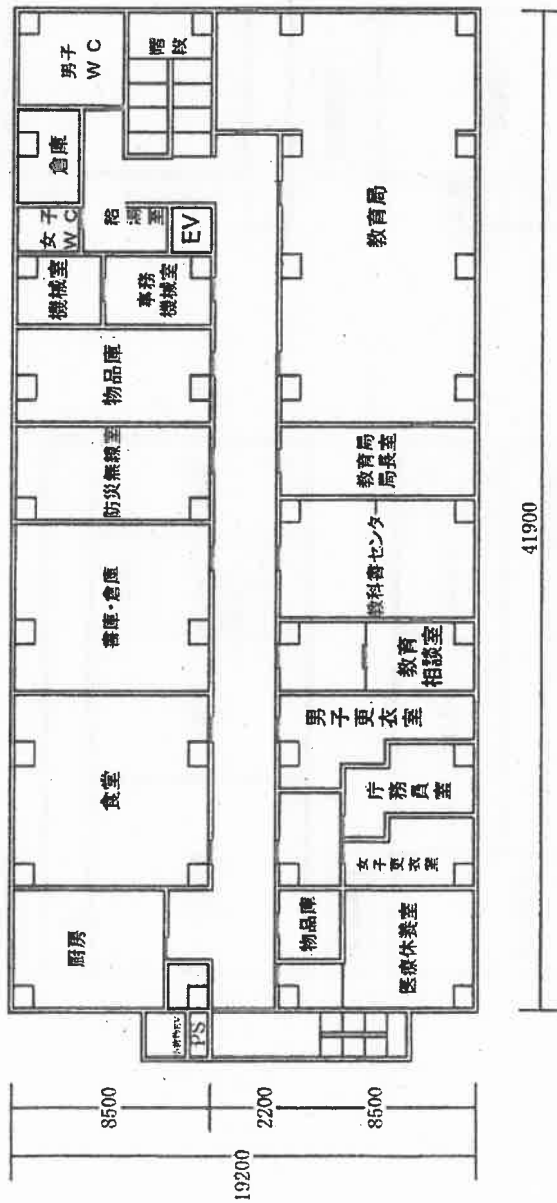 男子
WC
階
段
倉庫
女子
WC
給
湯
室
EV
機械室
事務
機械室
物品庫
防災無線室
書庫・倉庫
食堂
厨房
PS
教育局
教育局
局長室
教科書センター
教育
相談室
男子更衣室
庁務員室
女子更衣室
物品庫
医療休養室
8500
2200
8500
19200
41900